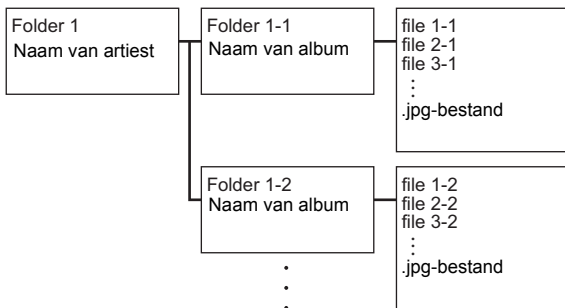 Folder 1
Naam van artiest
Folder 1-1
Naam van album
file 1-1
file 2-1
file 3-1
.jpg-bestand
Folder 1-2
Naam van album
file 1-2
file 2-2
file 3-2
.jpg-bestand